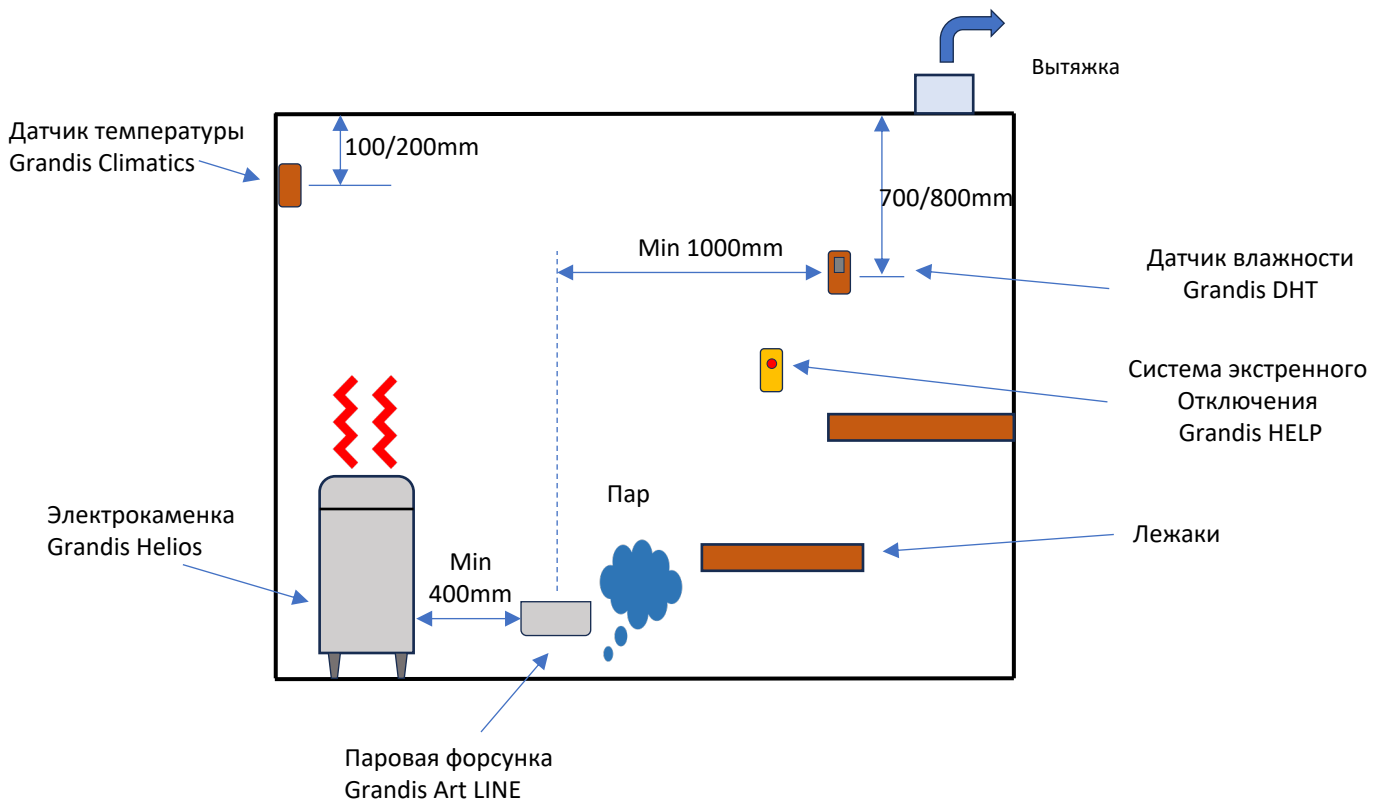 Вытяжка
Датчик температуры
Grandis Climatics
100/200mm
700/800mm
Min 1000mm
Датчик влажности
Grandis DHT
Система экстренного
Отключения
Grandis HELP
Пар
Электрокаменка
Grandis Helios
Min
400mm
Лежаки
Паровая форсунка
Grandis Art LINE